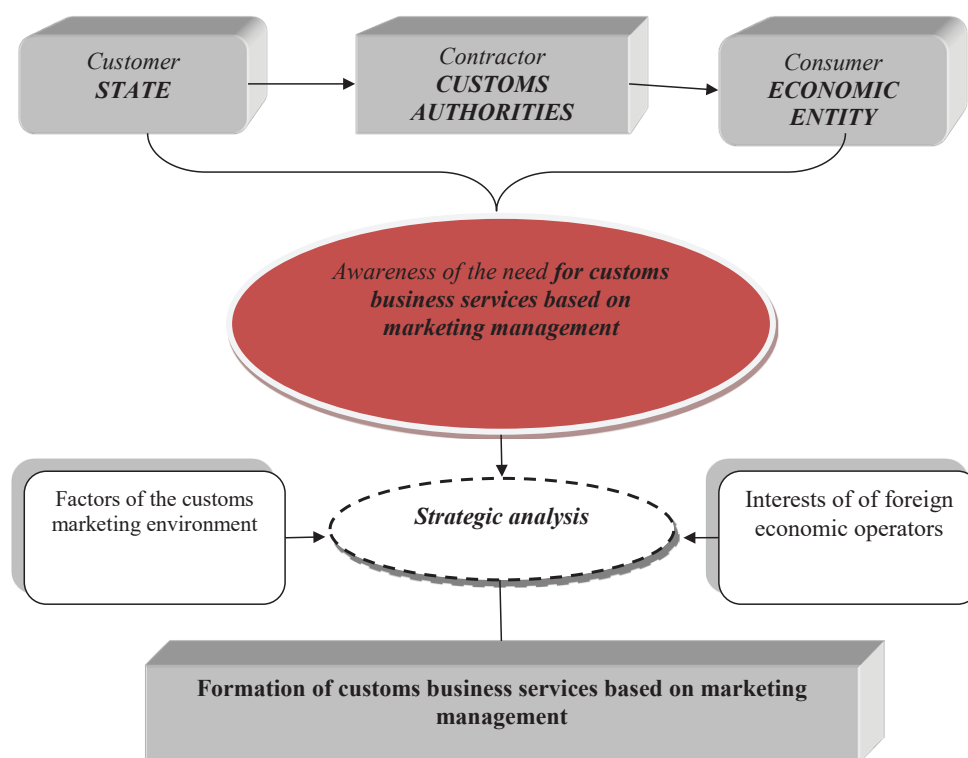 Customer
STATE
Contractor
CUSTOMS
AUTHORITIES
Consumer
ECONOMIC
ENTITY
Awareness of the need for customs
business services based on
marketing management
Factors of the customs
marketing environment
Strategic analysis
Interests of of foreign
economic operators
Formation of customs business services based on marketing
management